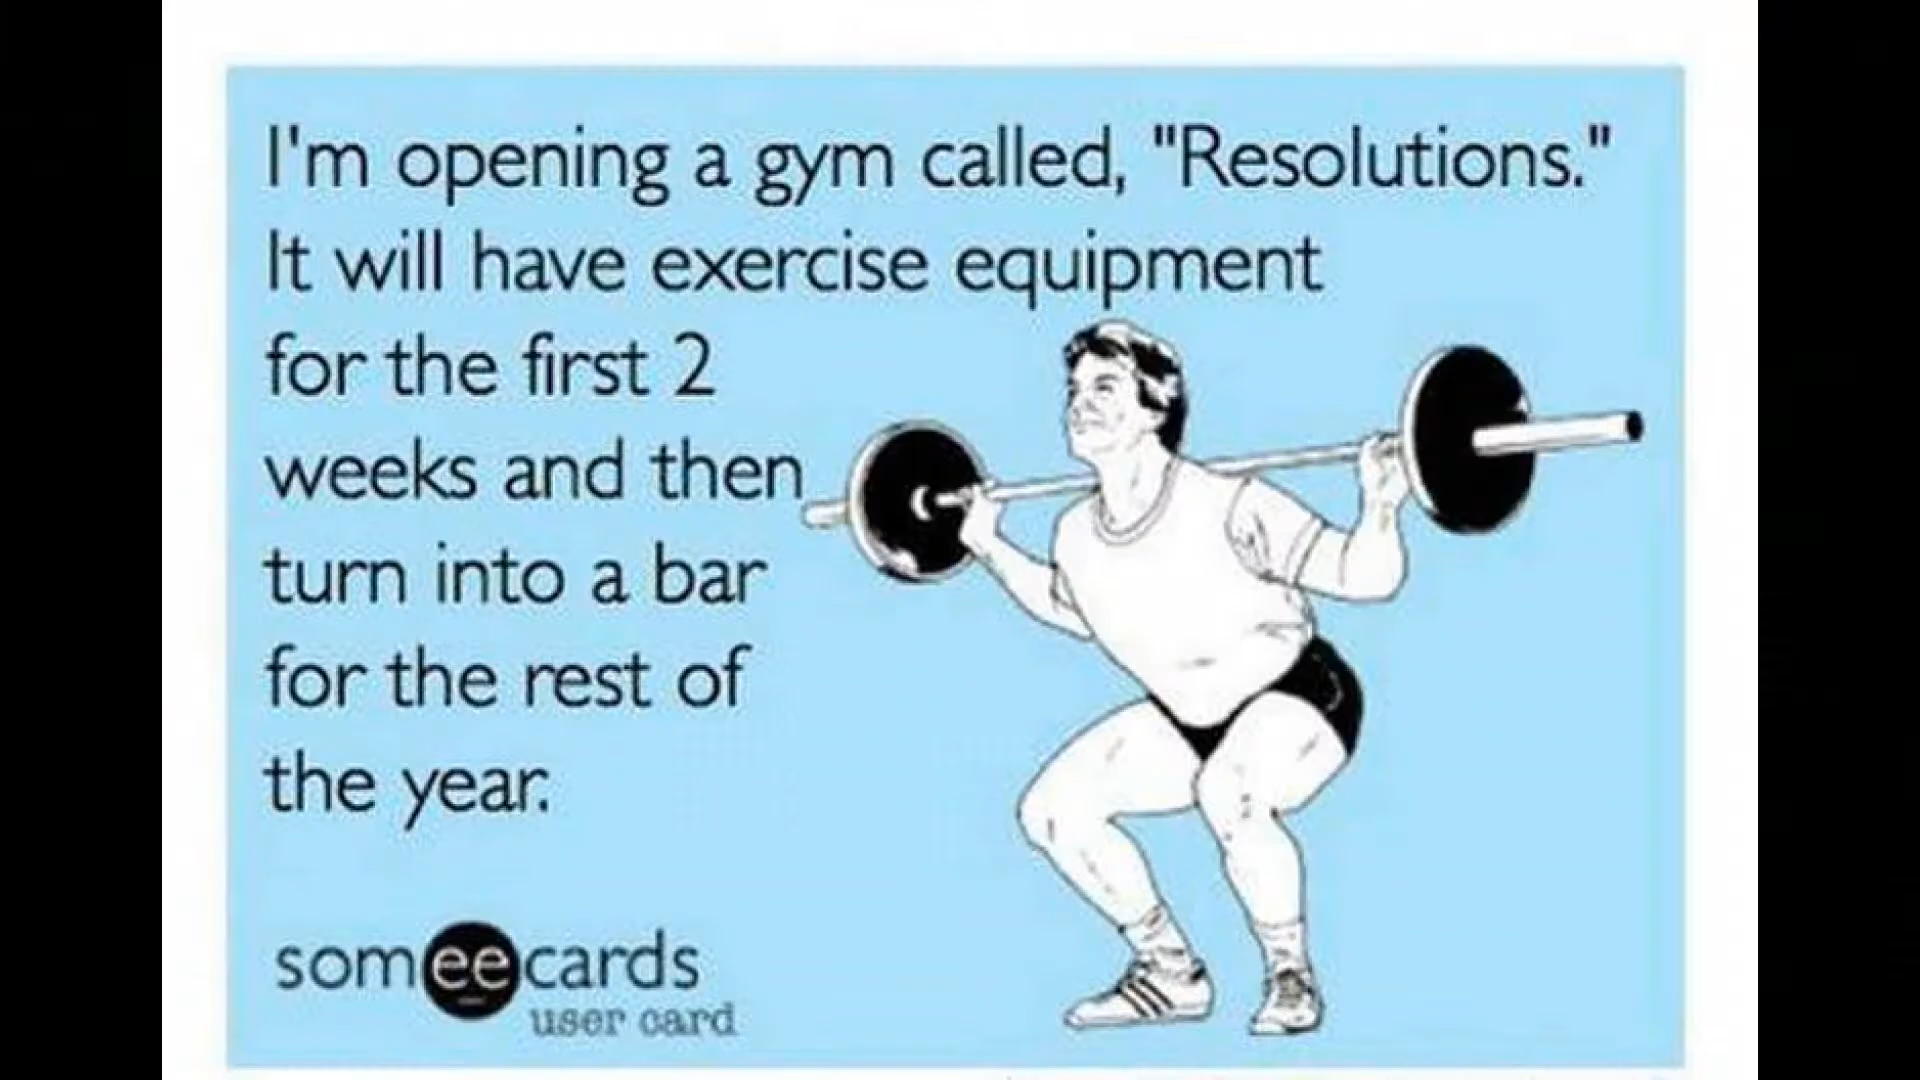 I'm opening a gym called, "Resolutions."
It will have exercise equipment
for the first 2
weeks and then
turn into a bar
for the rest of
the year.
someecards
user card